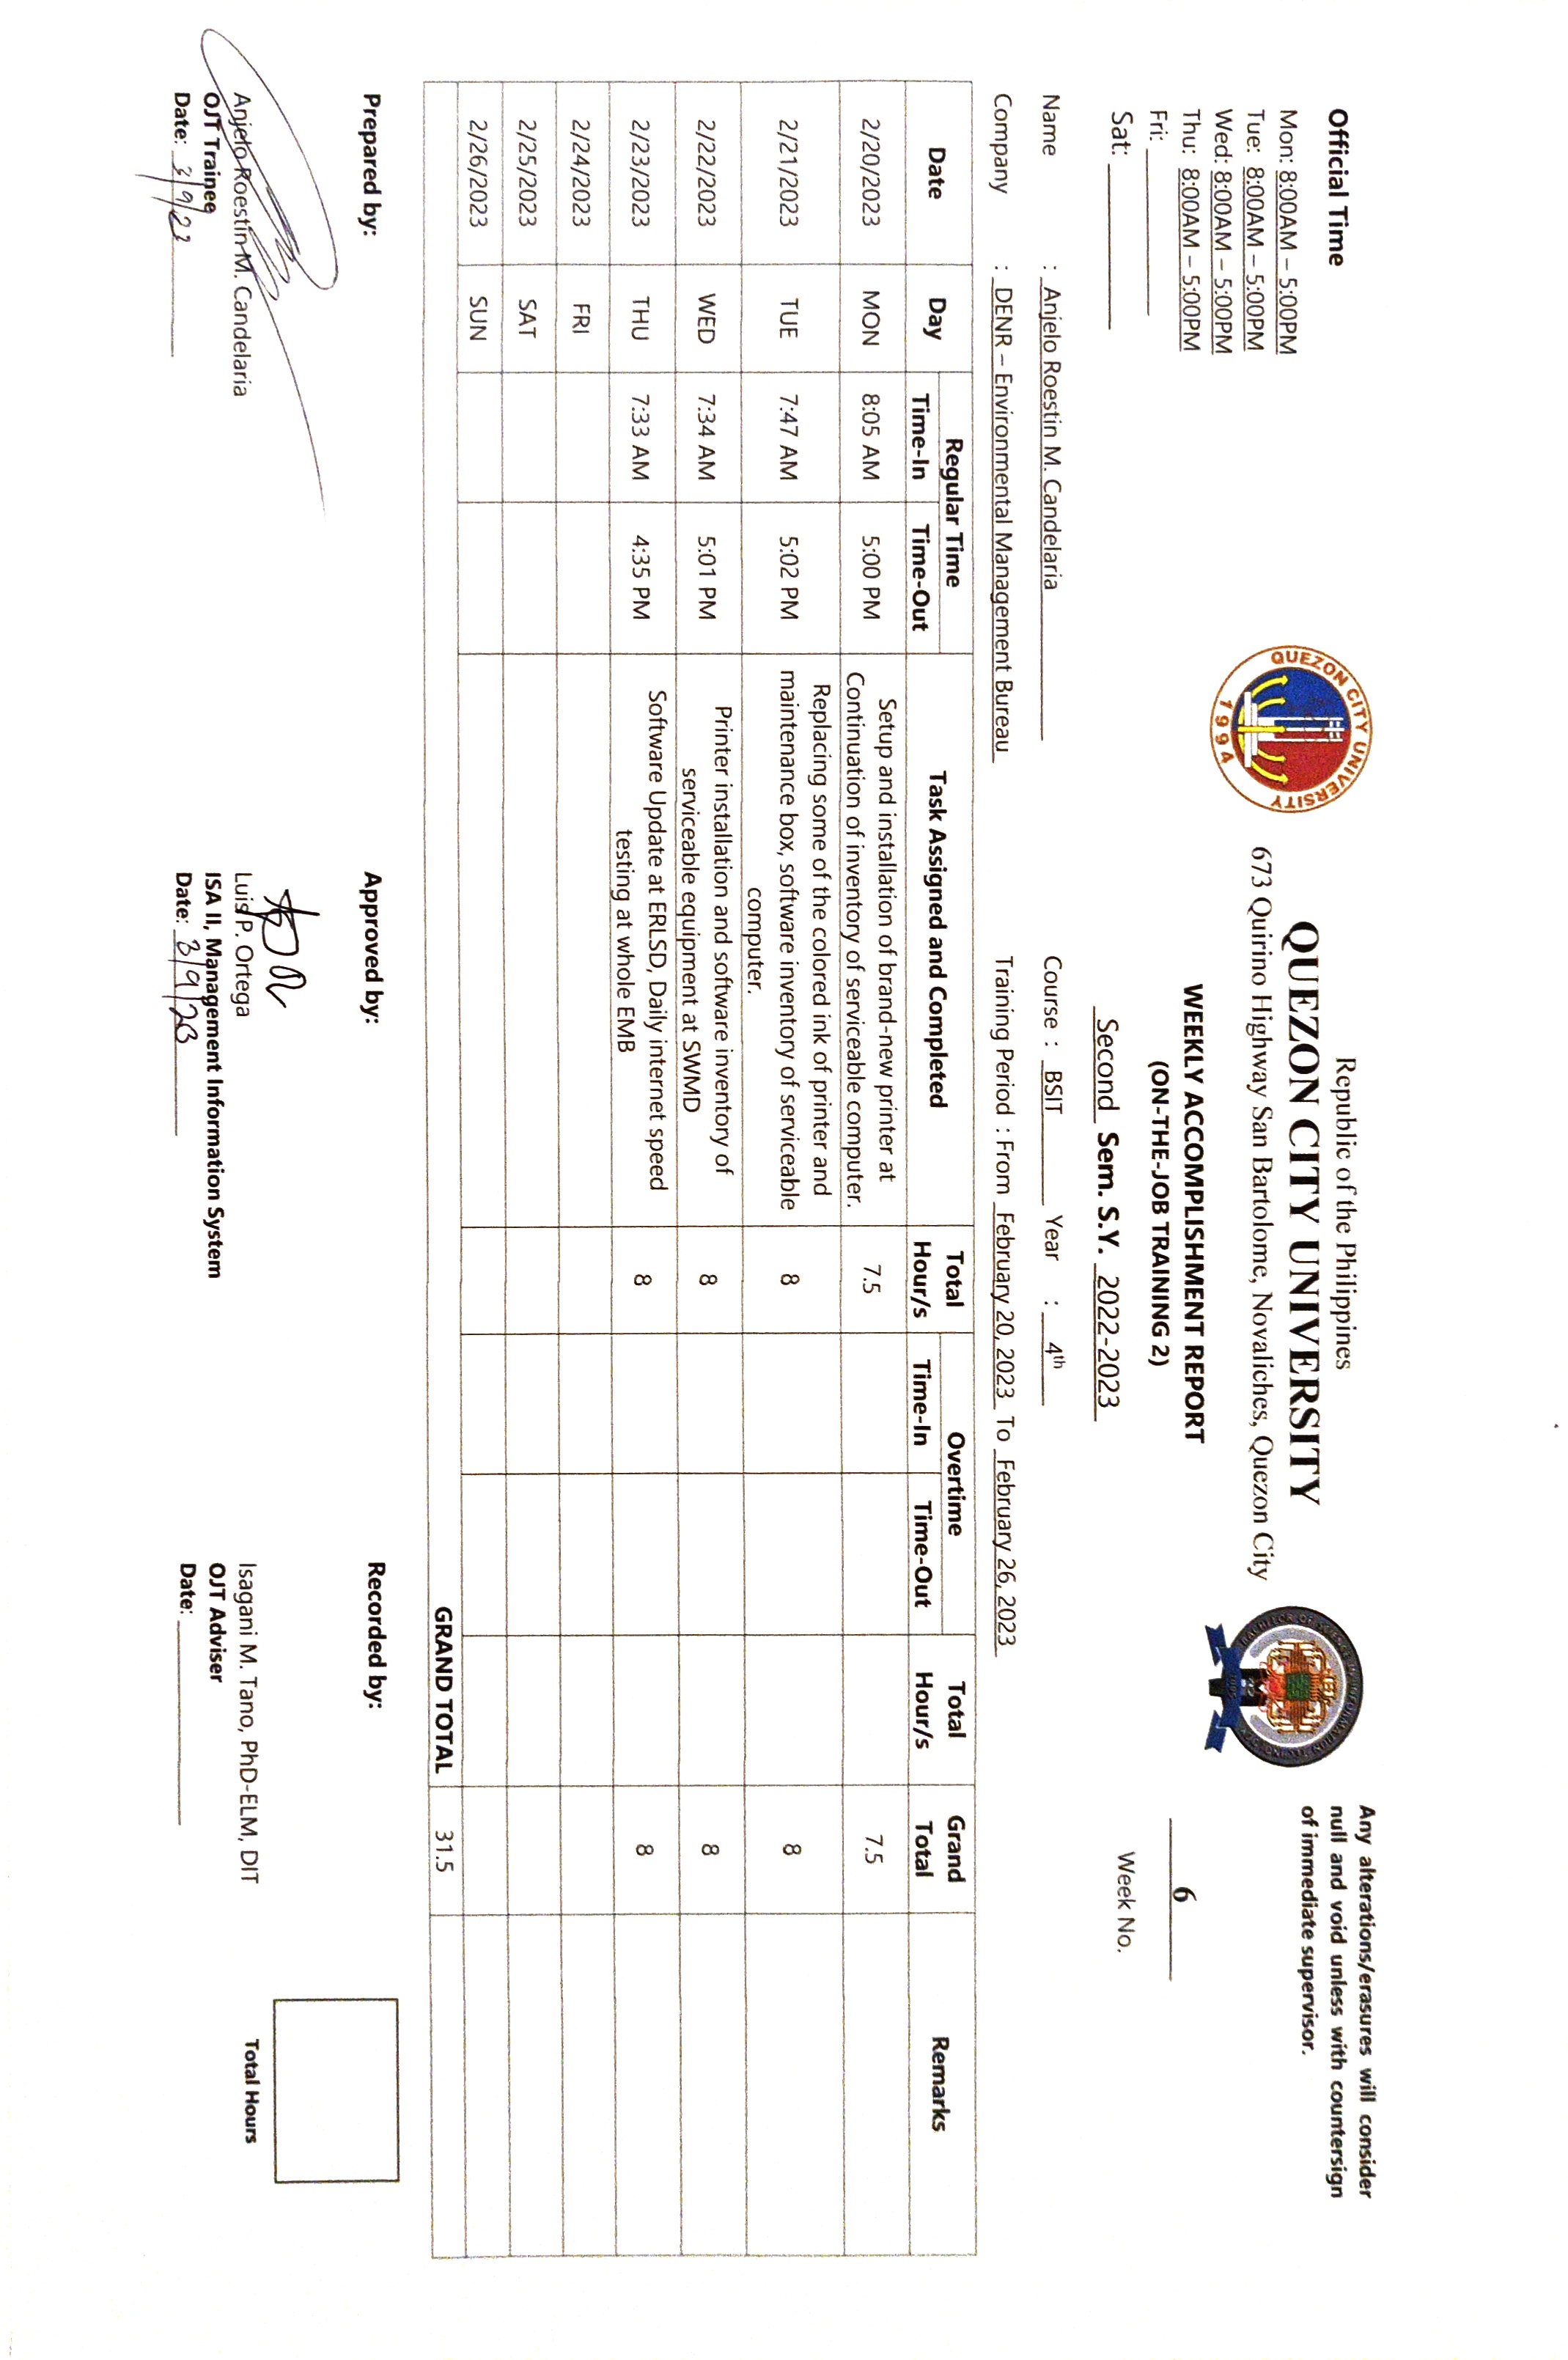 Any alterations/erasures will consider
null and void unless with countersign
of immediate supervisor.
Official Time
Mon: 8:00AM – 5:00PM
Tue: 8:00AM – 5:00PM
Wed: 8:00AM – 5:00PM
Thu: 8:00AM – 5:00PM
Fri:
Sat:
QUEZON CITY UNIVERSITY
1994
Republic of the Philippines
QUEZON CITY UNIVERSITY
673 Quirino Highway San Bartolome, Novaliches, Quezon City
WEEKLY ACCOMPLISHMENT REPORT
(ON-THE-JOB TRAINING 2)
Second Sem. S.Y. 2022-2023
6
Week No.
Name : Anjelo Roestin M. Candelaria Course : BSIT Year : 4th
Company : DENR – Environmental Management Bureau Training Period : From February 20, 2023 To February 26, 2023
Date Day Regular Time Task Assigned and Completed Total Hour/s Overtime Total Hour/s Grand Total Remarks
Time-In Time-Out Time-In Time-Out
2/20/2023 MON 8:05 AM 5:00 PM Setup and installation of brand-new printer at 7.5 7.5
Continuation of inventory of serviceable computer.
2/21/2023 TUE 7:47 AM 5:02 PM Replacing some of the colored ink of printer and 8 8
maintenance box, software inventory of serviceable
computer.
2/22/2023 WED 7:34 AM 5:01 PM Printer installation and software inventory of 8 8
serviceable equipment at SWMD
2/23/2023 THU 7:33 AM 4:35 PM Software Update at ERLSD, Daily internet speed 8 8
testing at whole EMB
2/24/2023 FRI
2/25/2023 SAT
2/26/2023 SUN
GRAND TOTAL 31.5
Prepared by: Approved by: Recorded by:
Anjelo Roestin M. Candelaria Luis P. Ortega Isagani M. Tano, PhD-ELM, DIT Total Hours
OJT Trainee ISA II, Management Information System OJT Adviser
Date: 3/9/23 Date: 3/9/23 Date: